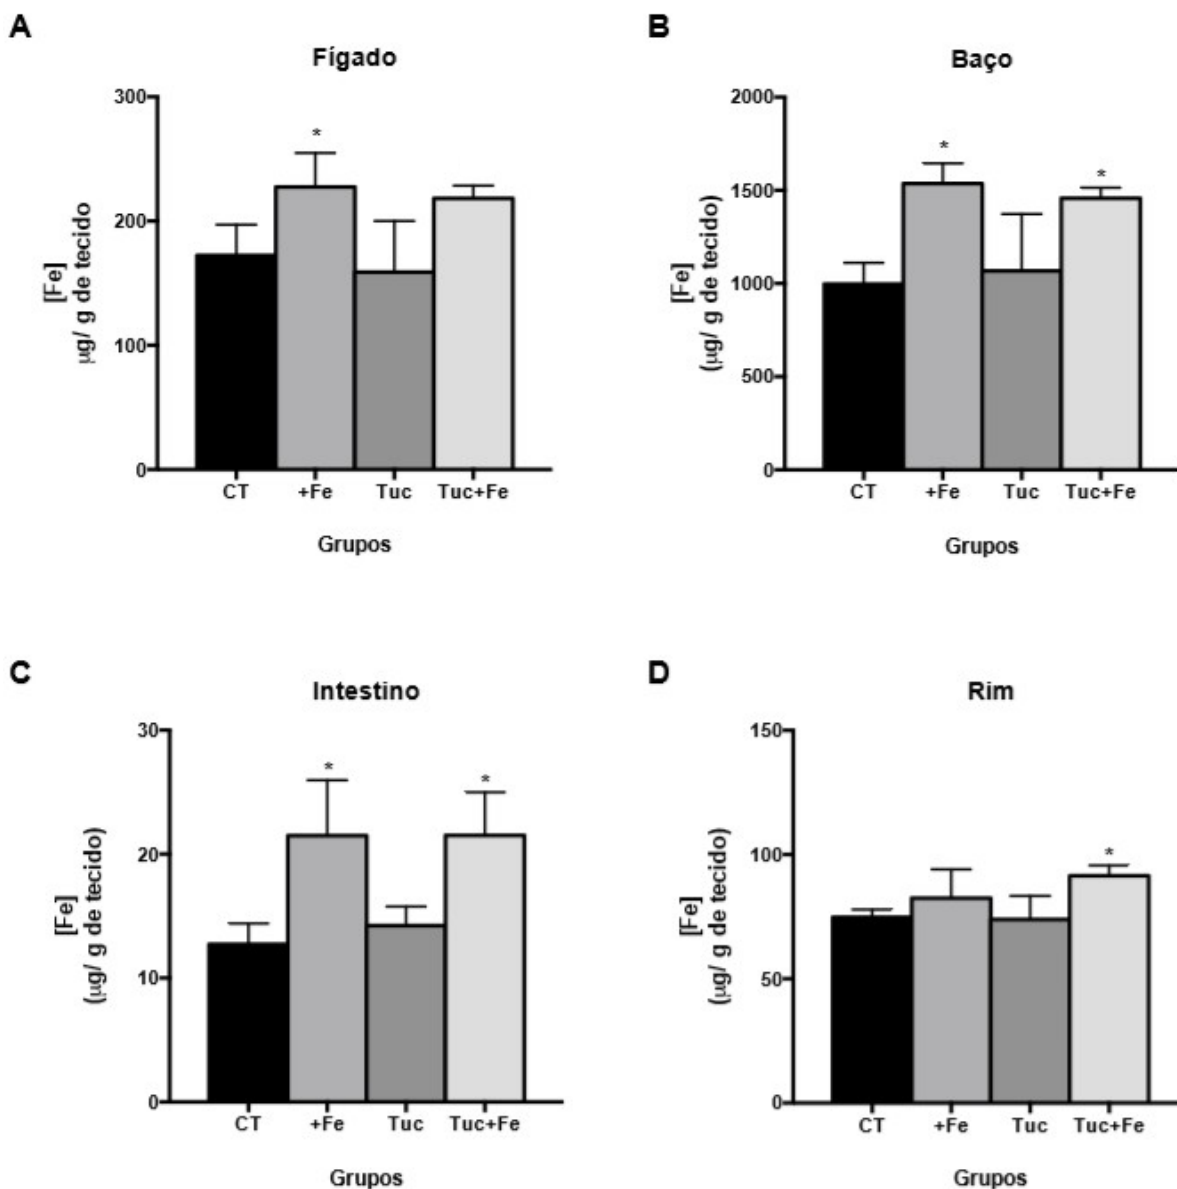 A
Fígado
300
200
100
0
[Fe]
µg/ g de tecido
*
CT
+Fe
Tuc
Tuc+Fe
Grupos
B
Baço
2000
1500
1000
500
0
[Fe]
(µg/ g de tecido)
*
*
CT
+Fe
Tuc
Tuc+Fe
Grupos
C
Intestino
30
20
10
0
[Fe]
(µg/ g de tecido)
*
*
CT
+Fe
Tuc
Tuc+Fe
Grupos
D
Rim
150
100
50
0
[Fe]
(µg/ g de tecido)
*
CT
+Fe
Tuc
Tuc+Fe
Grupos